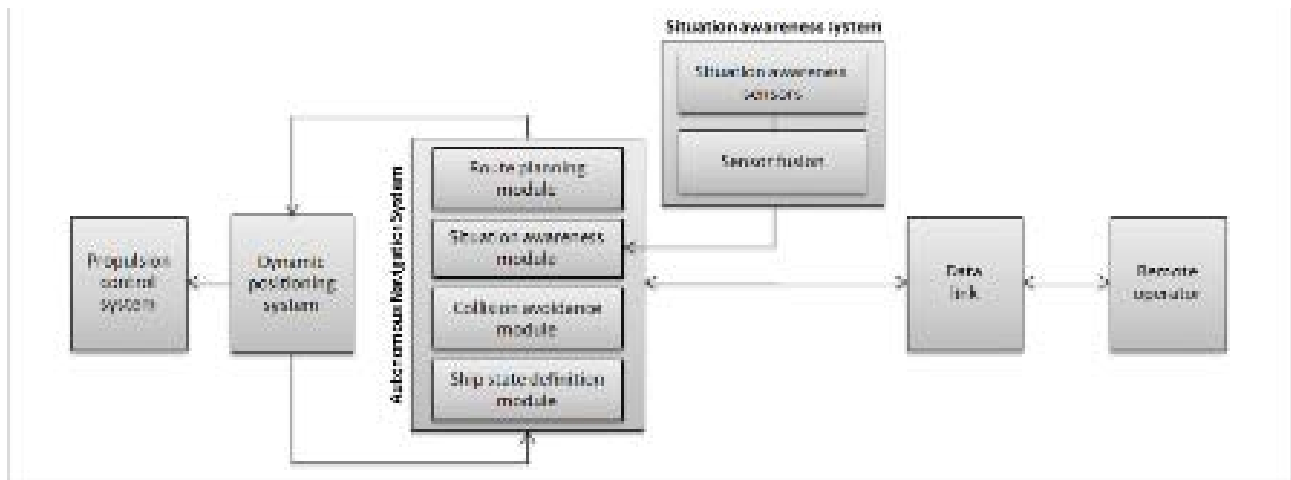 Situation awareness system
Situation awareness
sensors
Sensor fusion
Autonomous Navigation System
Route planning
module
Situation awareness
module
Collision avoidance
module
Ship state definition
module
Propulsion
control
system
Dynamic
positioning
system
Data
link
Remote
operator